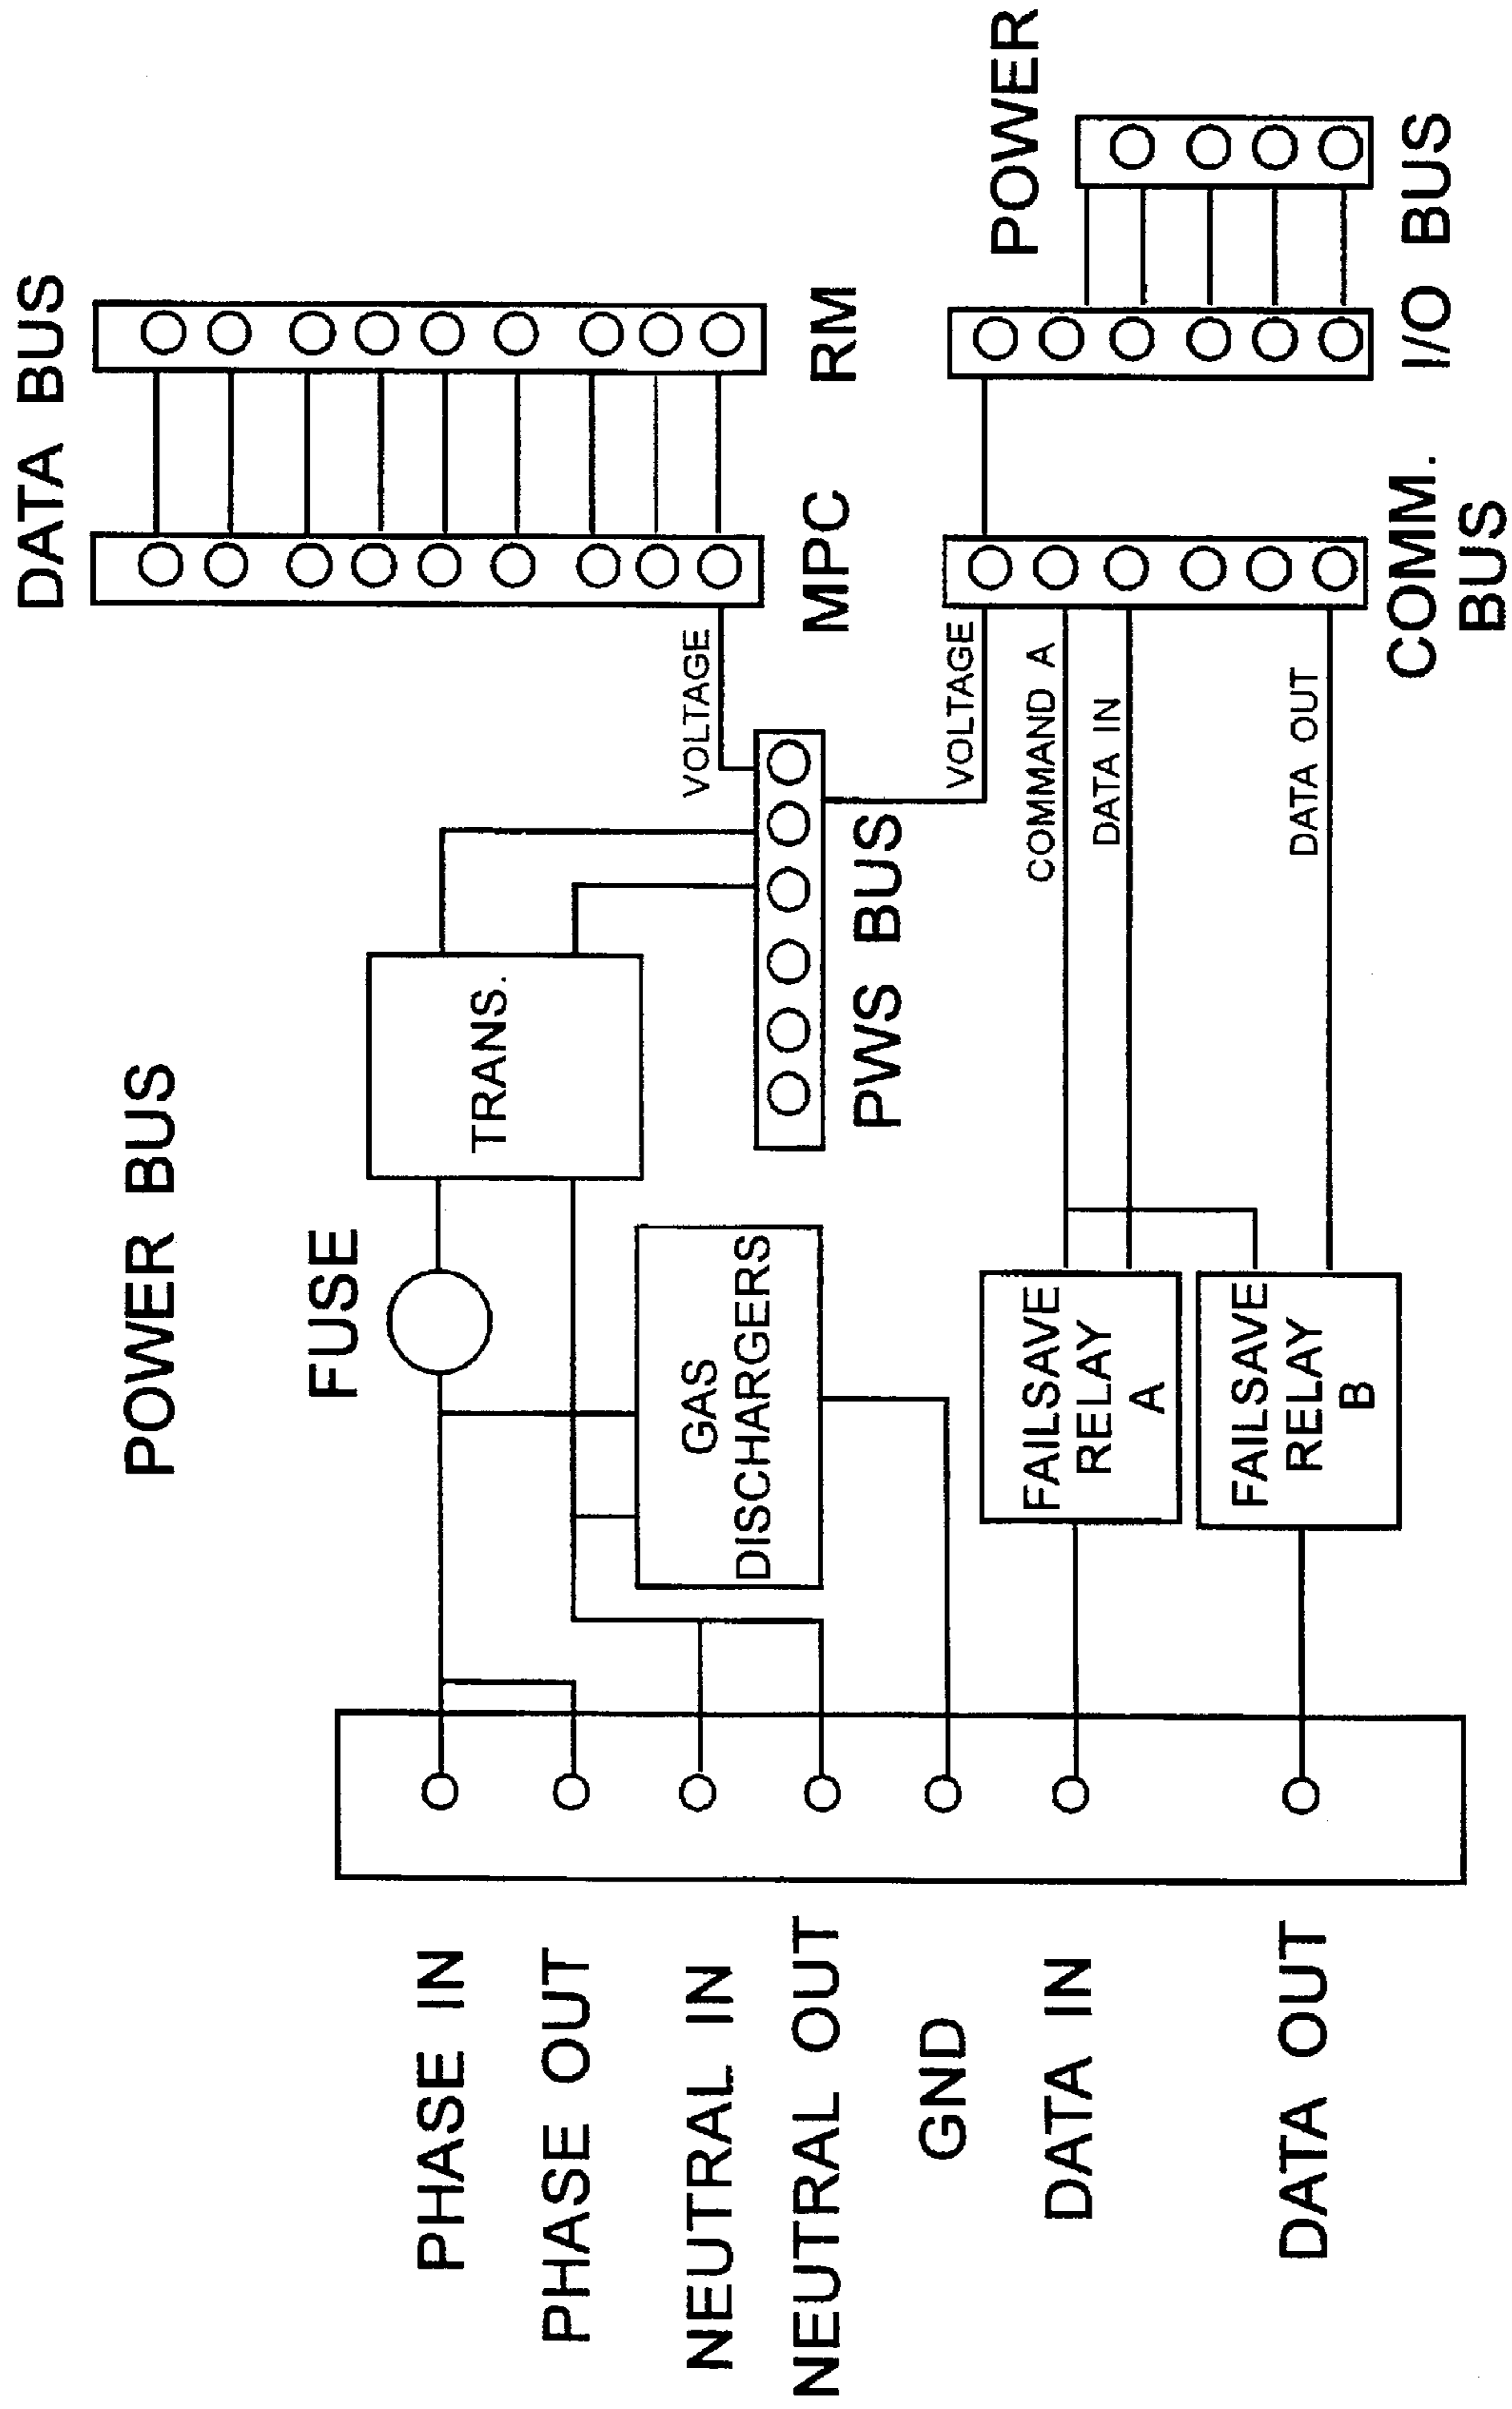 DATA BUS
POWER BUS
FUSE
TRANS.
VOLTAGE
MPC
RM
GAS
DISCHARGERS
PWS BUS
POWER
VOLTAGE
COMMAND A
DATA IN
DATA OUT
FAILSAVE
RELAY
A
FAILSAVE
RELAY
B
COMM.
BUS
I/O BUS
PHASE IN
PHASE OUT
NEUTRAL IN
NEUTRAL OUT
GND
DATA IN
DATA OUT